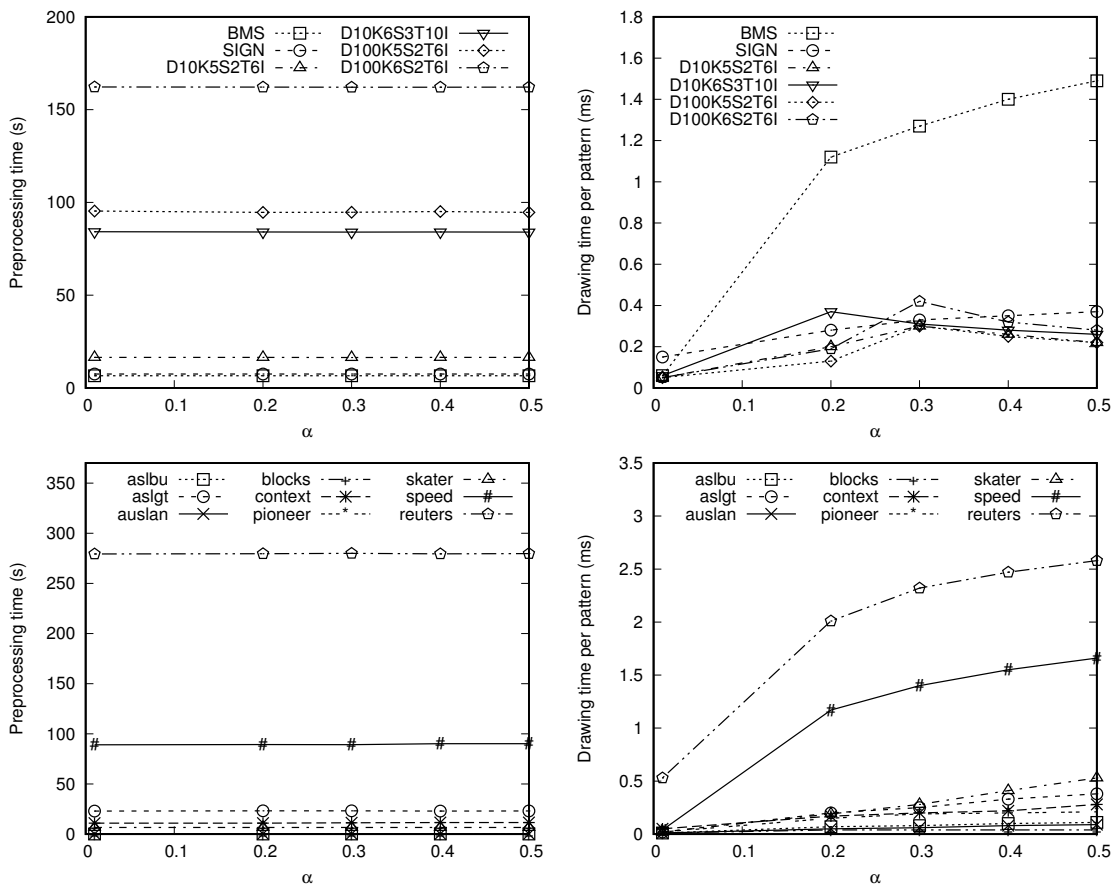 200
150
100
50
0
Preprocessing time (s)
BMS
SIGN
D10K5S2T6I
D10K6S3T10I
D100K5S2T6I
D100K6S2T6I
0 0.1 0.2 0.3 0.4 0.5
α
1.8
1.6
1.4
1.2
1
0.8
0.6
0.4
0.2
0
Drawing time per pattern (ms)
BMS
SIGN
D10K5S2T6I
D10K6S3T10I
D100K5S2T6I
D100K6S2T6I
0 0.1 0.2 0.3 0.4 0.5
α
350
300
250
200
150
100
50
0
Preprocessing time (s)
aslbu
aslgt
auslan
blocks
context
pioneer
skater
speed
reuters
0 0.1 0.2 0.3 0.4 0.5
α
3.5
3
2.5
2
1.5
1
0.5
0
Drawing time per pattern (ms)
aslbu
aslgt
auslan
blocks
context
pioneer
skater
speed
reuters
0 0.1 0.2 0.3 0.4 0.5
α